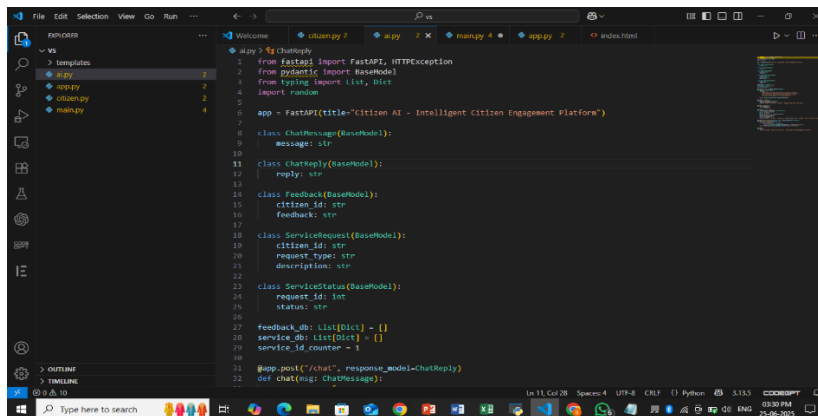 File Edit Selection View Go Run ···
vs
EXPLORER ···
Welcome
citizen.py 2
ai.py 2
main.py 4
app.py 2
index.html
VS
templates
ai.py 2
app.py 2
citizen.py 2
main.py 4
OUTLINE
TIMELINE
ai.py > ChatReply
1 from fastapi import FastAPI, HTTPException
2 from pydantic import BaseModel
3 from typing import List, Dict
4 import random
5
6 app = FastAPI(title="Citizen AI - Intelligent Citizen Engagement Platform")
7
8 class ChatMessage(BaseModel):
9 message: str
10
11 class ChatReply(BaseModel):
12 reply: str
13
14 class Feedback(BaseModel):
15 citizen_id: str
16 feedback: str
17
18 class ServiceRequest(BaseModel):
19 citizen_id: str
20 request_type: str
21 description: str
22
23 class ServiceStatus(BaseModel):
24 request_id: int
25 status: str
26
27 feedback_db: List[Dict] = []
28 service_db: List[Dict] = []
29 service_id_counter = 1
30
31 @app.post("/chat", response_model=ChatReply)
32 def chat(msg: ChatMessage):
0 10
Ln 11, Col 28 Spaces: 4 UTF-8 CRLF {} Python 3.13.5 CODEGPT
Type here to search
ENG
03:30 PM
25-06-2025